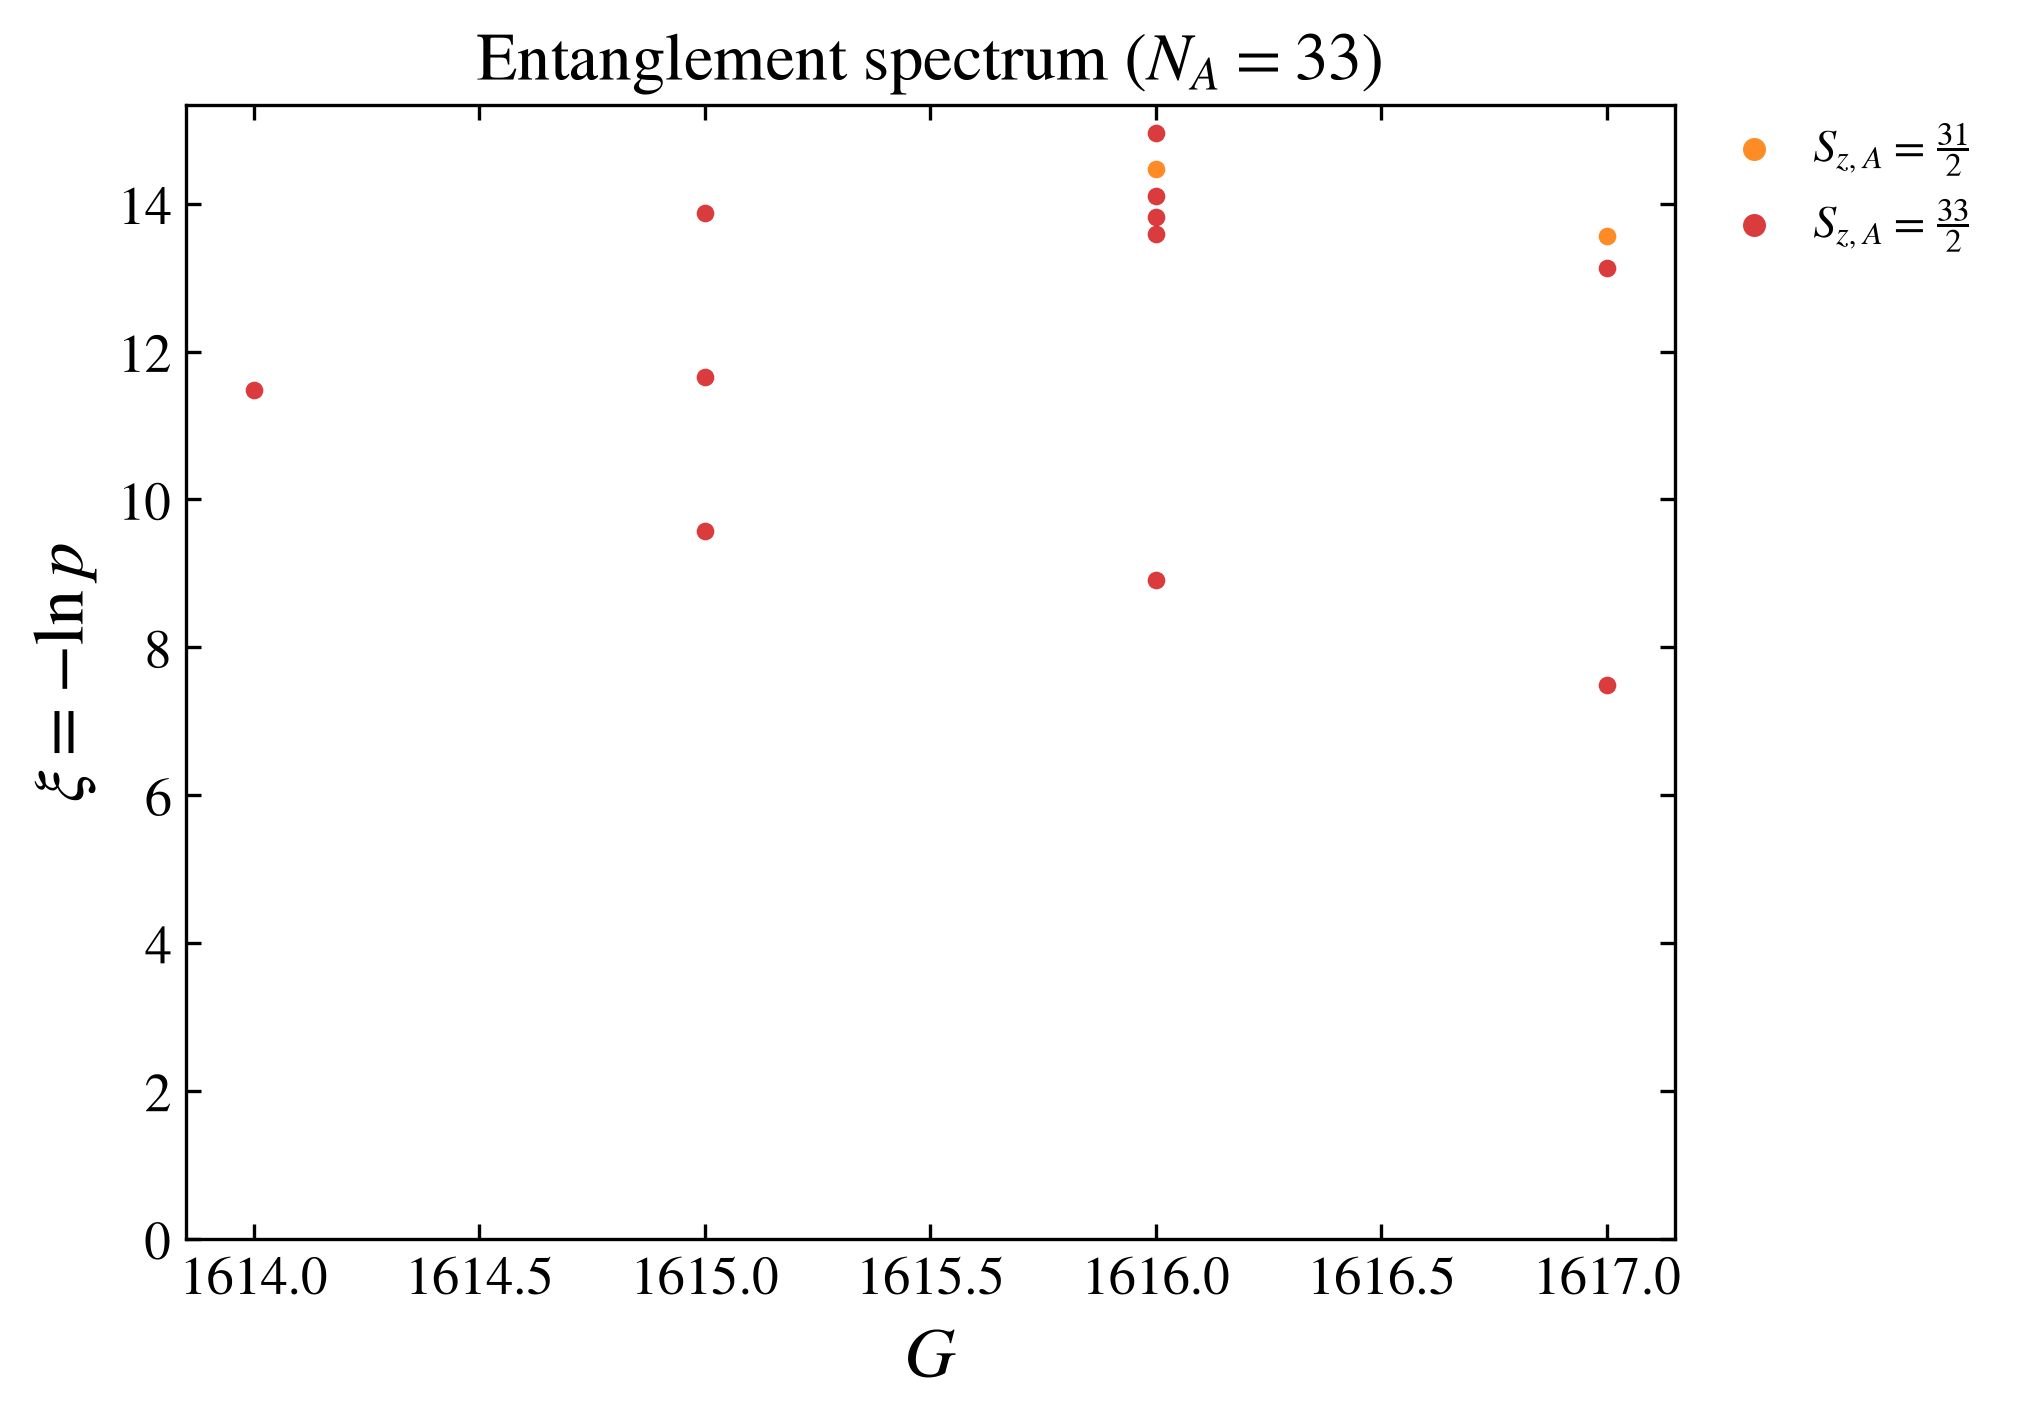 Entanglement spectrum (N_A = 33)
S_{z, A} = 31/2
S_{z, A} = 33/2
14
12
10
8
6
4
2
0
ξ = −ln p
1614.0 1614.5 1615.0 1615.5 1616.0 1616.5 1617.0
G